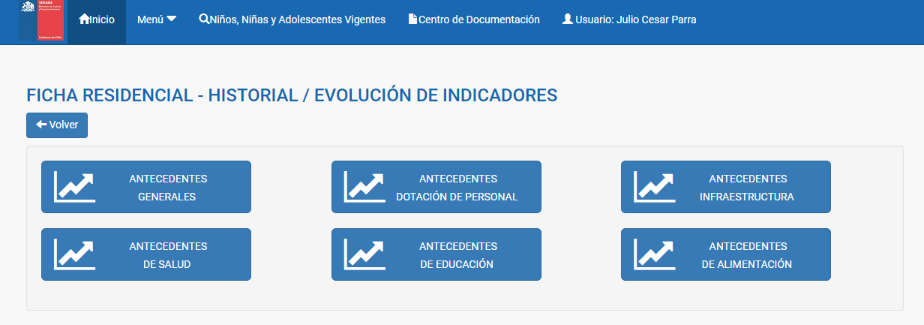 SENAME
Inicio
Menú
Niños, Niñas y Adolescentes Vigentes
Centro de Documentación
Usuario: Julio Cesar Parra
FICHA RESIDENCIAL - HISTORIAL / EVOLUCIÓN DE INDICADORES
Volver
ANTECEDENTES
GENERALES
ANTECEDENTES
DOTACIÓN DE PERSONAL
ANTECEDENTES
INFRAESTRUCTURA
ANTECEDENTES
DE SALUD
ANTECEDENTES
DE EDUCACIÓN
ANTECEDENTES
DE ALIMENTACIÓN